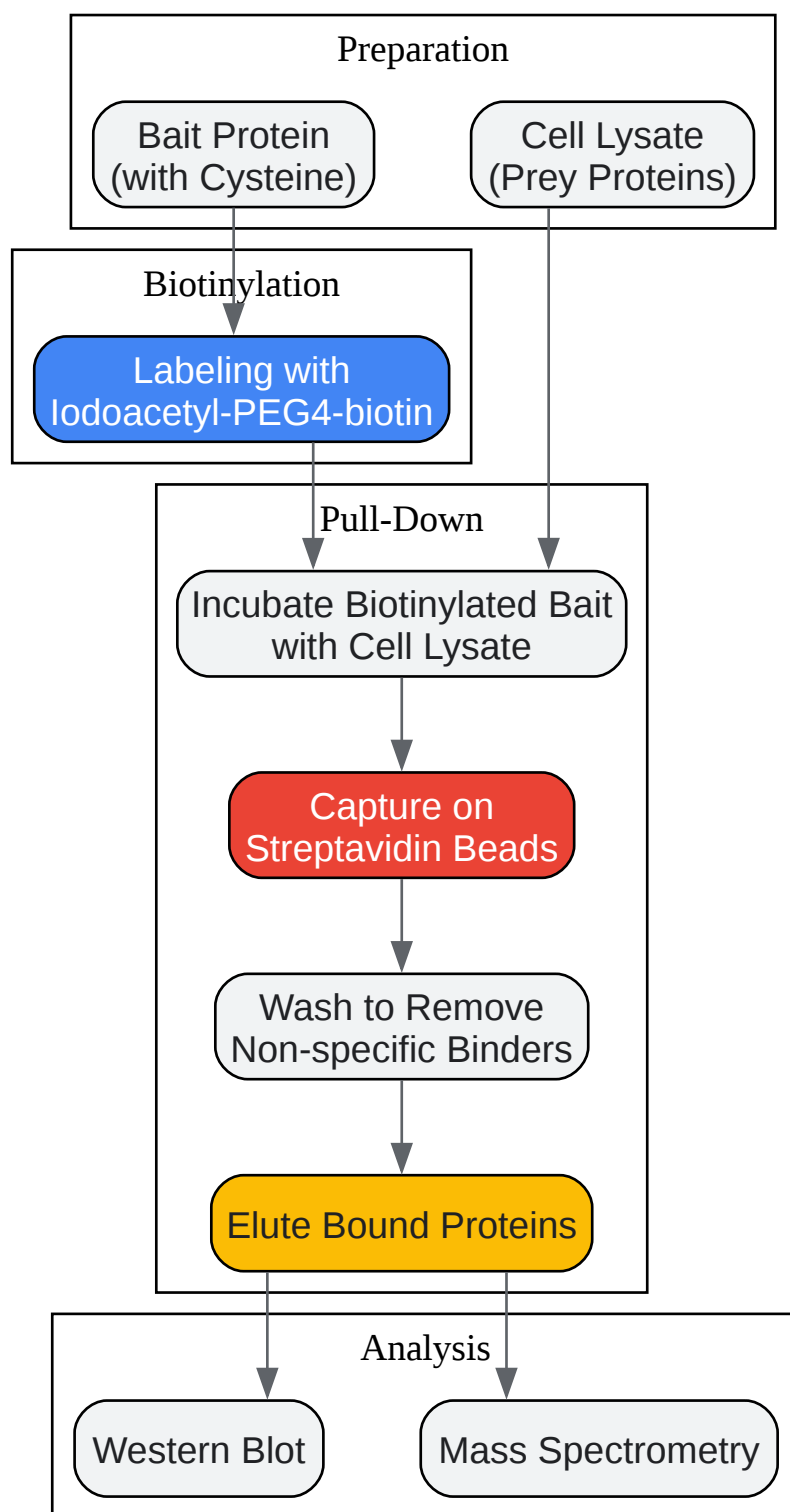 Preparation
Bait Protein
(with Cysteine)
Cell Lysate
(Prey Proteins)
Biotinylation
Labeling with
Iodoacetyl-PEG4-biotin
Pull-Down
Incubate Biotinylated Bait
with Cell Lysate
Capture on
Streptavidin Beads
Wash to Remove
Non-specific Binders
Elute Bound Proteins
Analysis
Western Blot
Mass Spectrometry